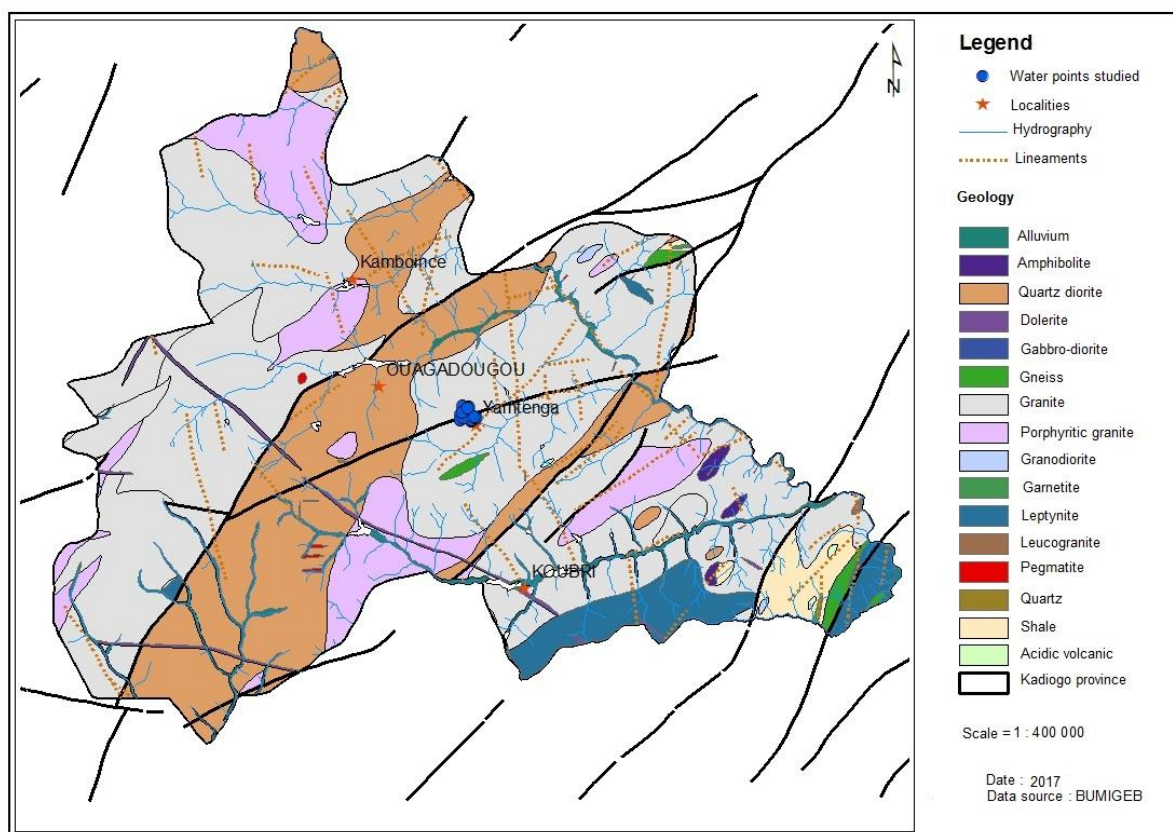 N
Kamboince
OUAGADOUGOU
Yamtenga
KOUBRI
Legend
Water points studied
Localities
Hydrography
Lineaments
Geology
Alluvium
Amphibolite
Quartz diorite
Dolerite
Gabbro-diorite
Gneiss
Granite
Porphyritic granite
Granodiorite
Garnetite
Leptynite
Leucogranite
Pegmatite
Quartz
Shale
Acidic volcanic
Kadiogo province
Scale = 1 : 400 000
Date : 2017
Data source : BUMIGEB